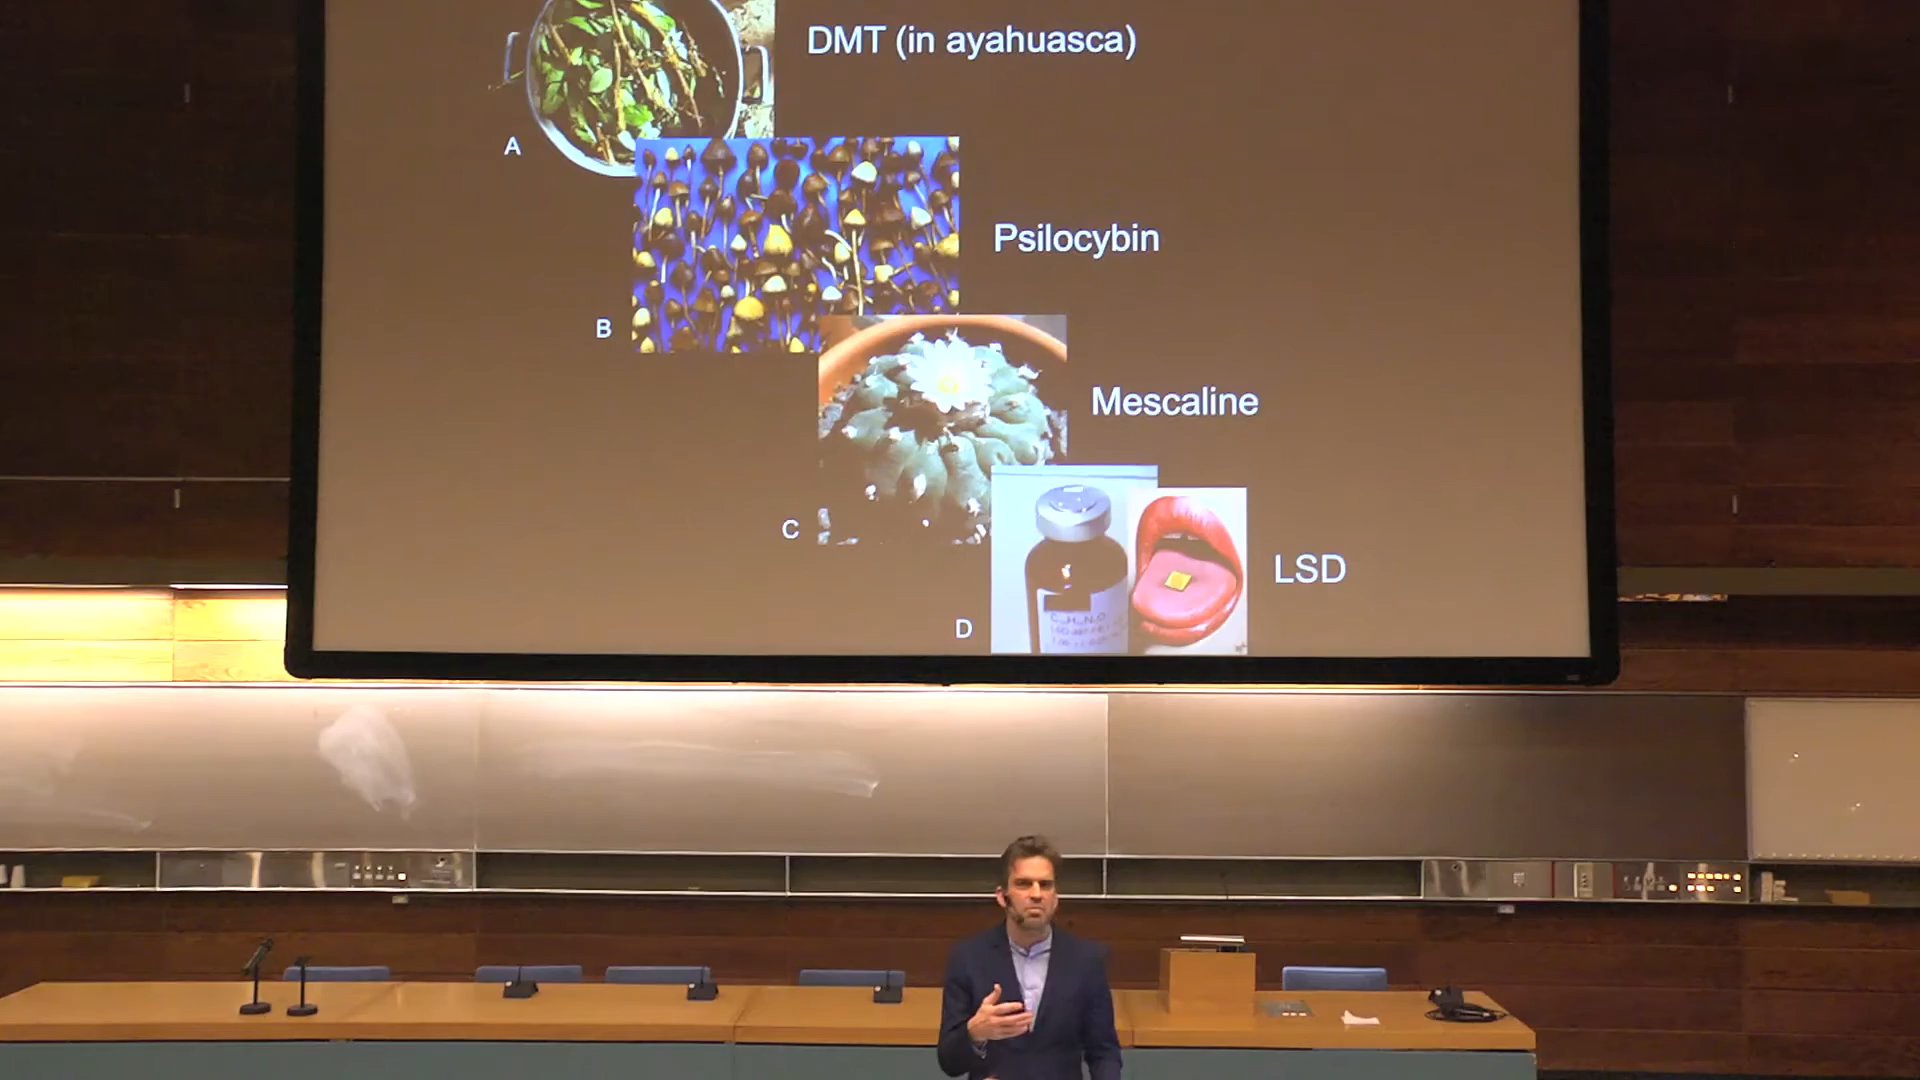 DMT (in ayahuasca)
A
Psilocybin
B
Mescaline
C
LSD
D